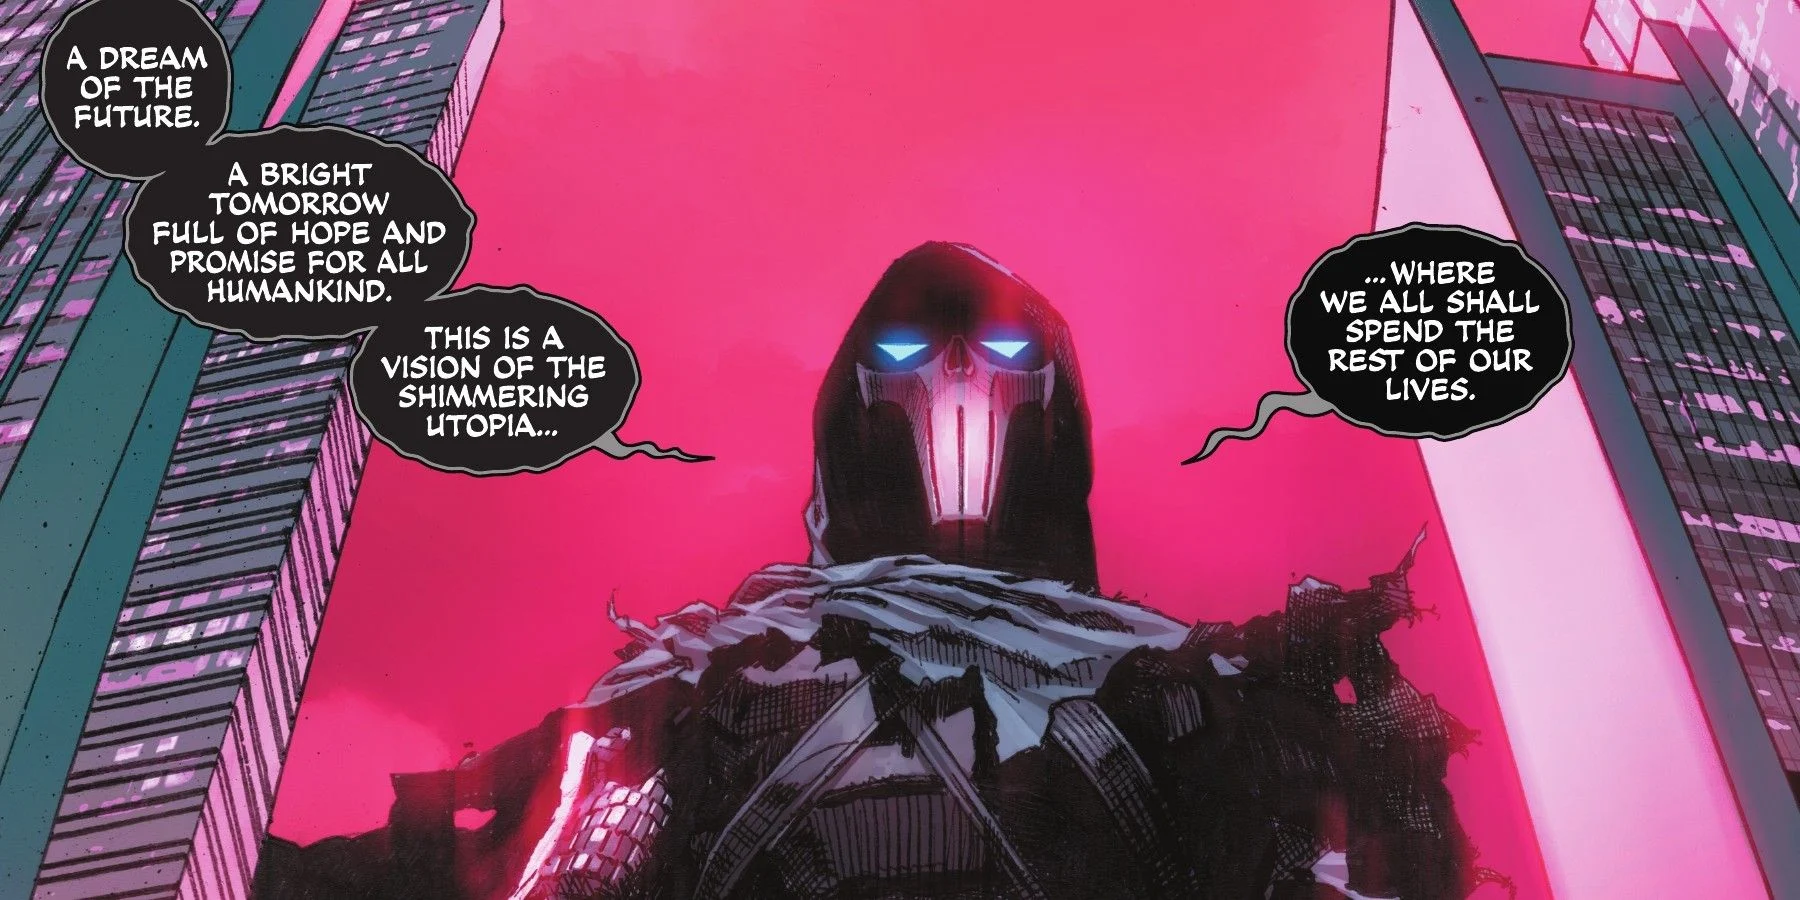 A DREAM
OF THE
FUTURE.
A BRIGHT
TOMORROW
FULL OF HOPE AND
PROMISE FOR ALL
HUMANKIND.
THIS IS A
VISION OF THE
SHIMMERING
UTOPIA...
...WHERE
WE ALL SHALL
SPEND THE
REST OF OUR
LIVES.